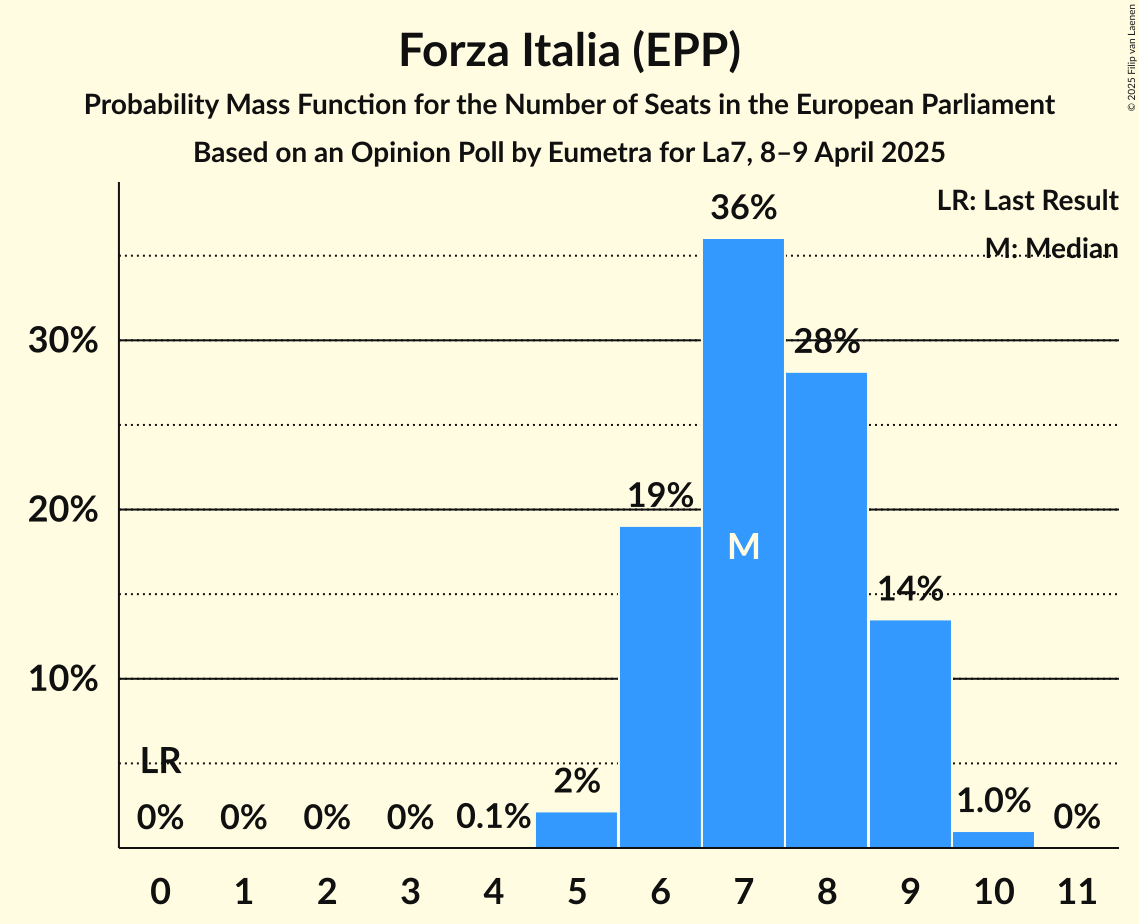 Forza Italia (EPP)
Probability Mass Function for the Number of Seats in the European Parliament
Based on an Opinion Poll by Eumetra for La7, 8–9 April 2025
© 2025 Filip van Laenen
LR: Last Result
M: Median
30%
20%
10%
LR
0%
0%
0%
0%
0.1%
2%
19%
36%
M
28%
14%
1.0%
0%
0 1 2 3 4 5 6 7 8 9 10 11